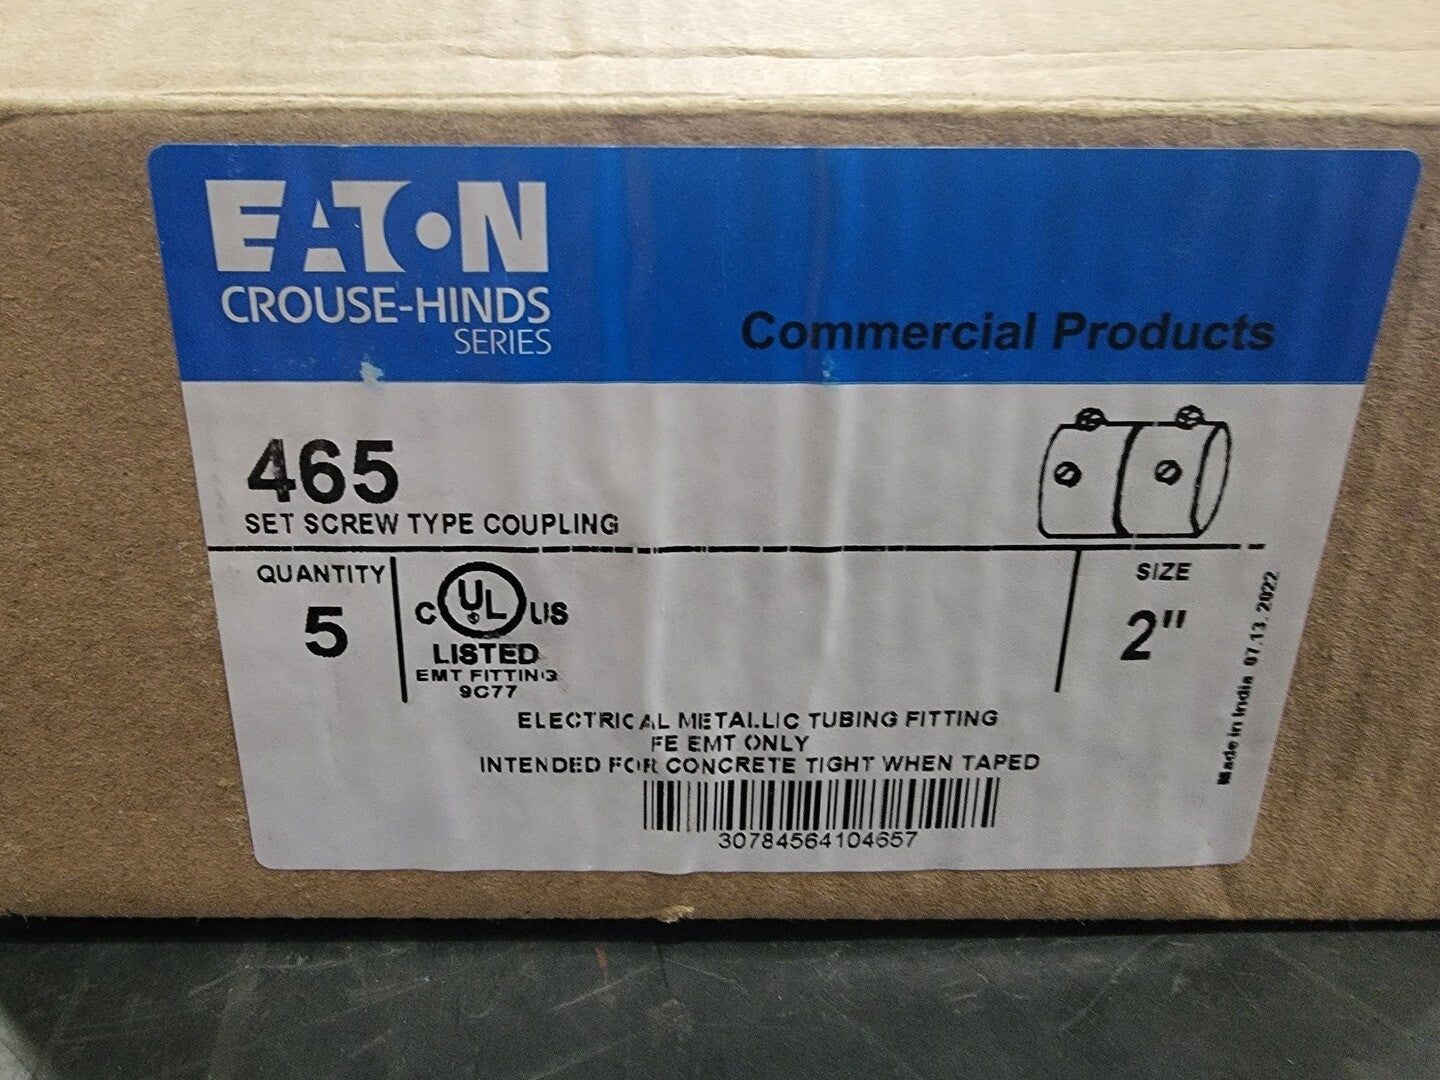 EATON
CROUSE-HINDS
SERIES
Commercial Products
465
SET SCREW TYPE COUPLING
QUANTITY
5
C UL US
LISTED
EMT FITTING
9C77
SIZE
2"
Made in India 07.13.2022
ELECTRICAL METALLIC TUBING FITTING
FE EMT ONLY
INTENDED FOR CONCRETE TIGHT WHEN TAPED
30784564104657